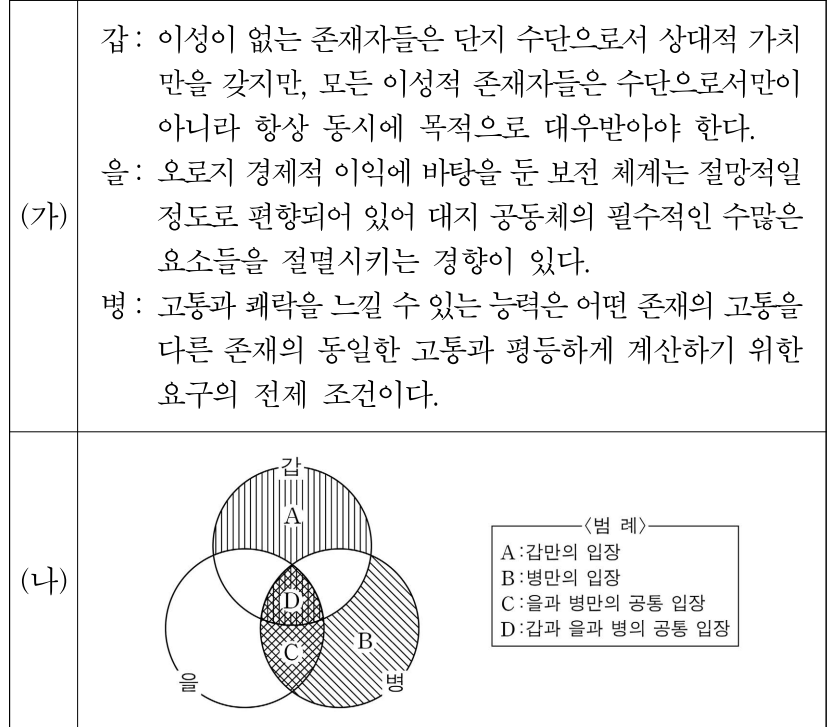 (가)
갑 : 이성이 없는 존재자들은 단지 수단으로서 상대적 가치
만을 갖지만, 모든 이성적 존재자들은 수단으로서만이
아니라 항상 동시에 목적으로 대우받아야 한다.
을 : 오로지 경제적 이익에 바탕을 둔 보전 체계는 절망적일
정도로 편향되어 있어 대지 공동체의 필수적인 수많은
요소들을 절멸시키는 경향이 있다.
병 : 고통과 쾌락을 느낄 수 있는 능력은 어떤 존재의 고통을
다른 존재의 동일한 고통과 평등하게 계산하기 위한
요구의 전제 조건이다.
(나)
갑
A
D
B
C
을
병
〈범 례〉
A : 갑만의 입장
B : 병만의 입장
C : 을과 병만의 공통 입장
D : 갑과 을과 병의 공통 입장